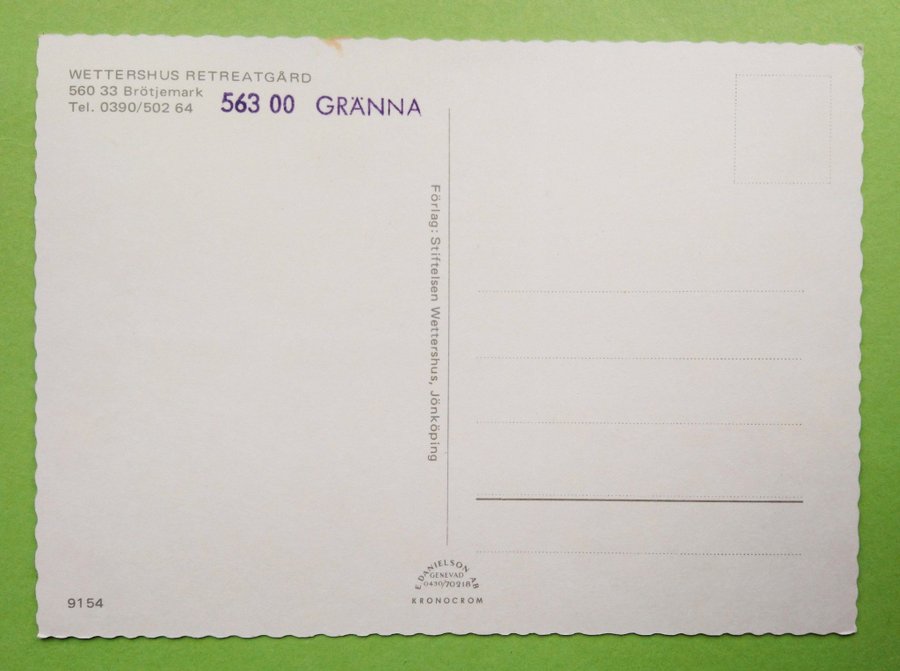 WETTERSHUS RETREATGÅRD
560 33 Brötjemark
Tel. 0390/502 64
563 00 GRÄNNA
Förlag: Stiftelsen Wettershus, Jönköping
E. DANIELSON AB
GENEVAD
0430/70218
KRONOCROM
9154